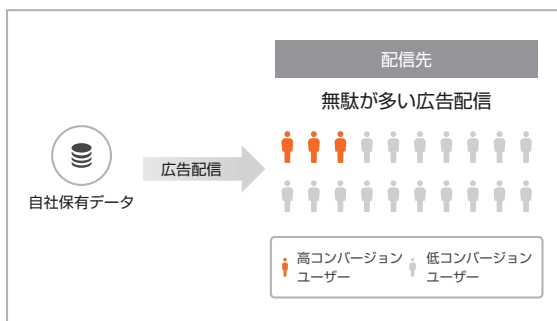 配信先
無駄が多い広告配信
広告配信
自社保有データ
高コンバージョン
ユーザー
低コンバージョン
ユーザー